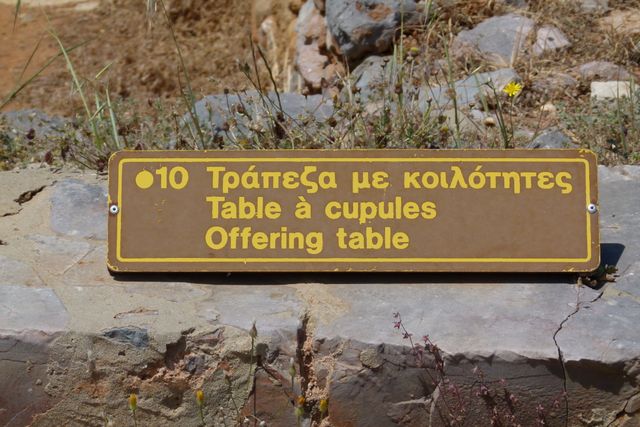 ●10 Τράπεζα με κοιλότητες
Table à cupules
Offering table